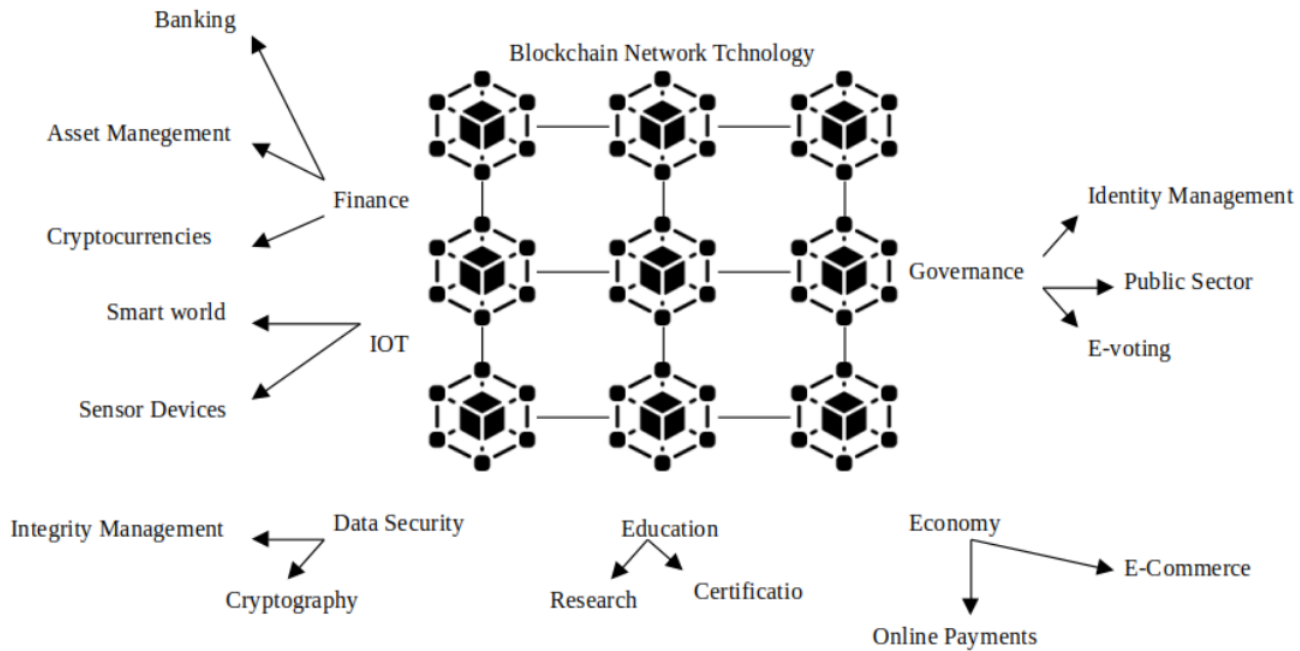 Banking
Blockchain Network Tchnology
Asset Manegement
Finance
Identity Management
Cryptocurrencies
Governance
Public Sector
Smart world
IOT
E-voting
Sensor Devices
Integrity Management
Data Security
Education
Economy
Cryptography
Research
Certificatio
E-Commerce
Online Payments